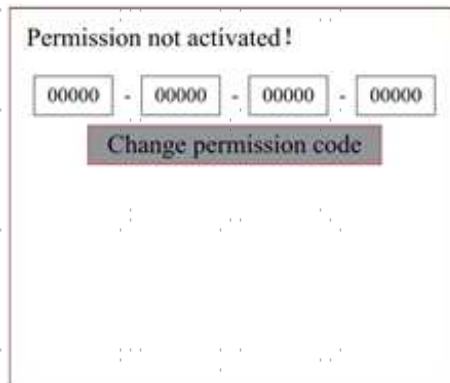 Permission not activated!
00000 - 00000 - 00000 - 00000
Change permission code